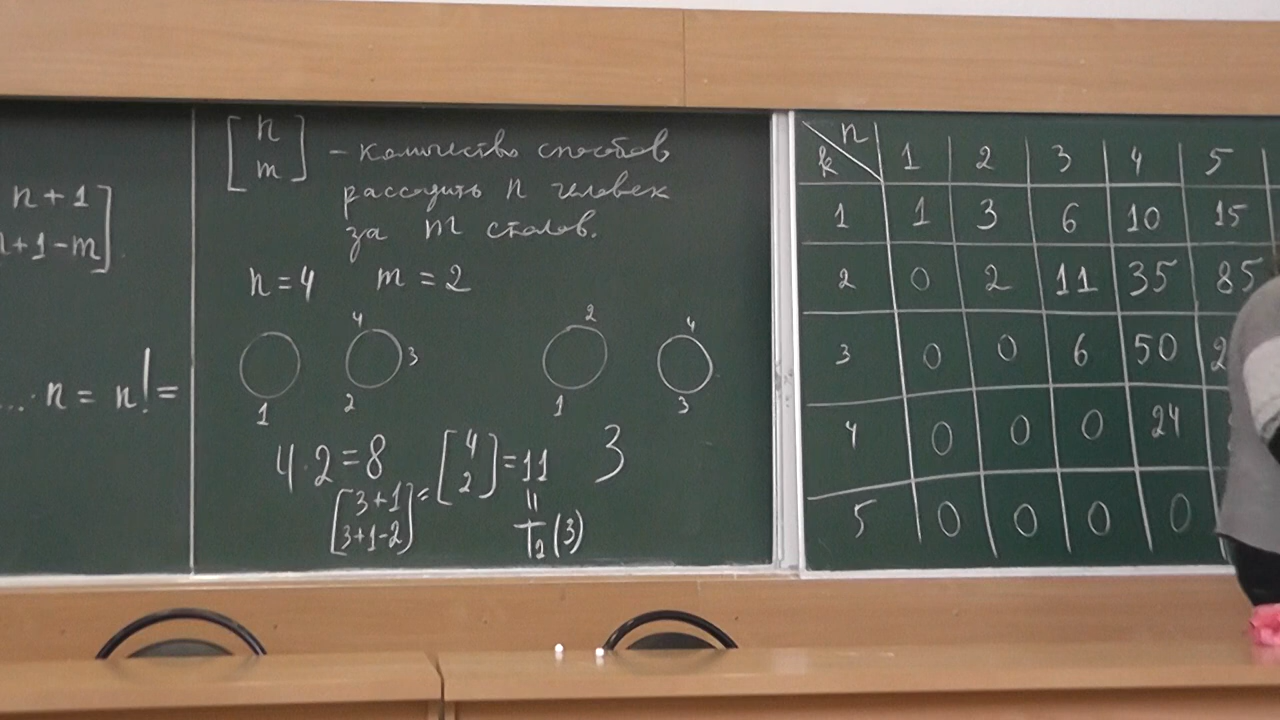 [n + 1
n+1-m].
... · n = n! =
[n
m] - количество способов
рассадить n человек
за m столов.
n = 4 m = 2
4 2 4
3
1 2 1 3
4 · 2 = 8 [4 2] = 11 3
[3+1 3+1-2] =
=
T₂(3)
k \ n 1 2 3 4 5
1 1 3 6 10 15
2 0 2 11 35 85
3 0 0 6 50 2
4 0 0 0 24
5 0 0 0 0